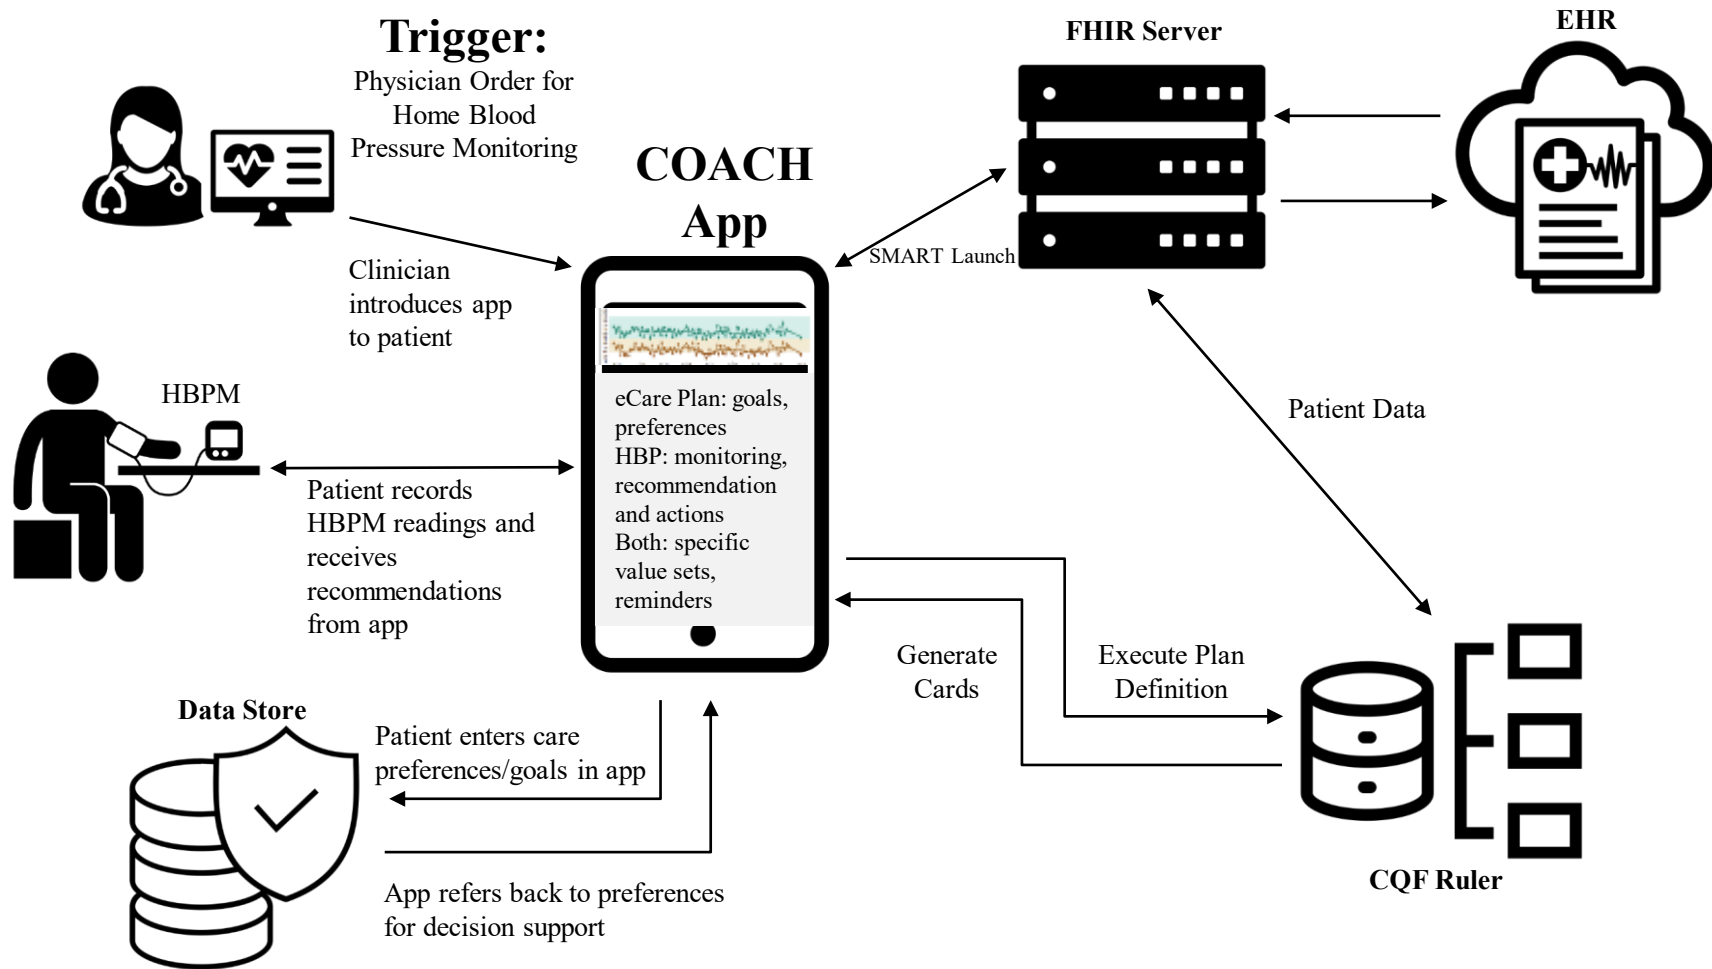 Trigger:
Physician Order for
Home Blood
Pressure Monitoring
COACH
App
FHIR Server
EHR
SMART Launch
Clinician
introduces app
to patient
HBPM
Patient records
HBPM readings and
receives
recommendations
from app
eCare Plan: goals,
preferences
HBP: monitoring,
recommendation
and actions
Both: specific
value sets,
reminders
Patient Data
Generate
Cards
Execute Plan
Definition
Data Store
Patient enters care
preferences/goals in app
App refers back to preferences
for decision support
CQF Ruler